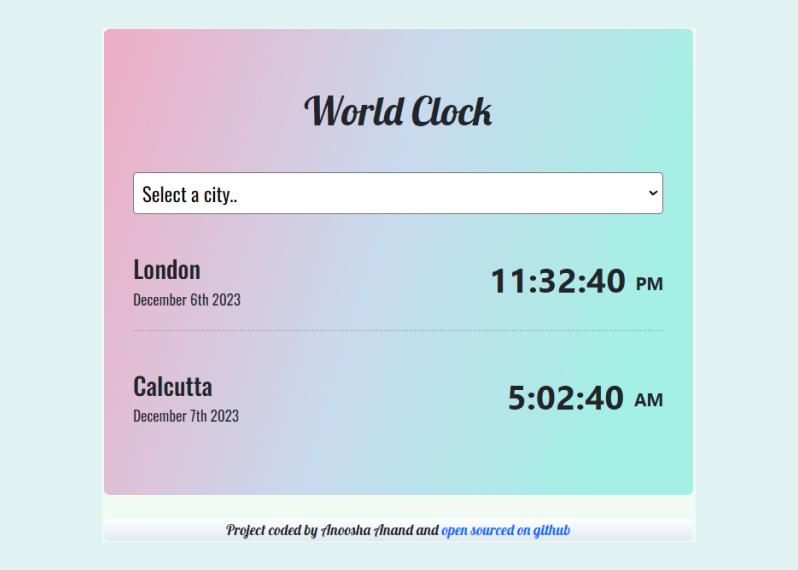 World Clock
Select a city..
London
December 6th 2023
11:32:40 PM
Calcutta
December 7th 2023
5:02:40 AM
Project coded by Anoosha Anand and open sourced on github